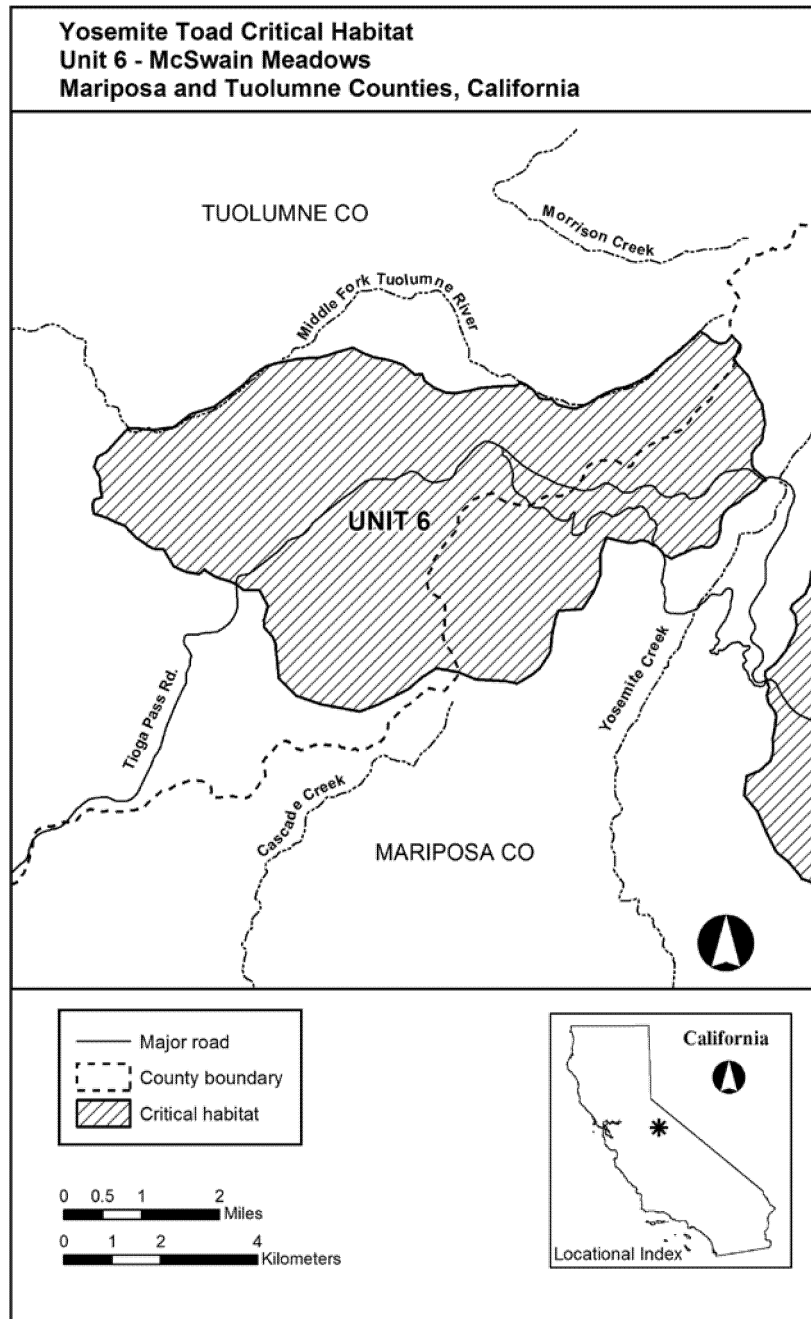 Yosemite Toad Critical Habitat
Unit 6 - McSwain Meadows
Mariposa and Tuolumne Counties, California
TUOLUMNE CO
Morrison Creek
Middle Fork Tuolumne River
UNIT 6
Tioga Pass Rd.
Yosemite Creek
Cascade Creek
MARIPOSA CO
Major road
County boundary
Critical habitat
0 0.5 1 2
Miles
0 1 2 4
Kilometers
California
Locational Index